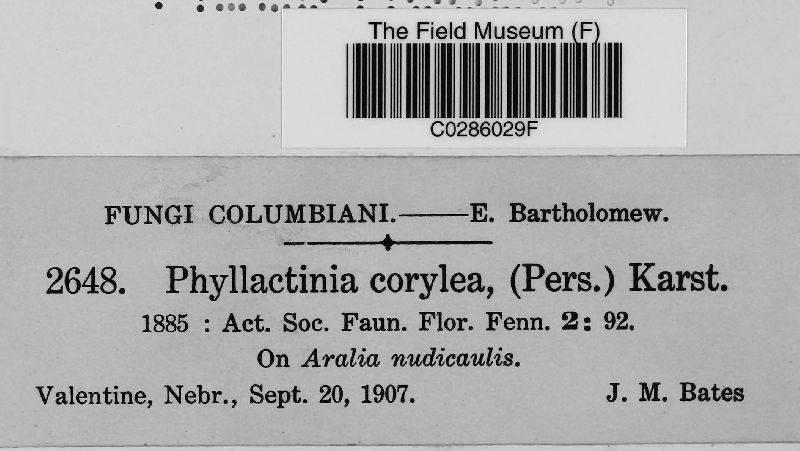 The Field Museum (F)
C0286029F
FUNGI COLUMBIANI.——E. Bartholomew.
2648. Phyllactinia corylea, (Pers.) Karst.
1885 : Act. Soc. Faun. Flor. Fenn. 2: 92.
On Aralia nudicaulis.
Valentine, Nebr., Sept. 20, 1907. J. M. Bates